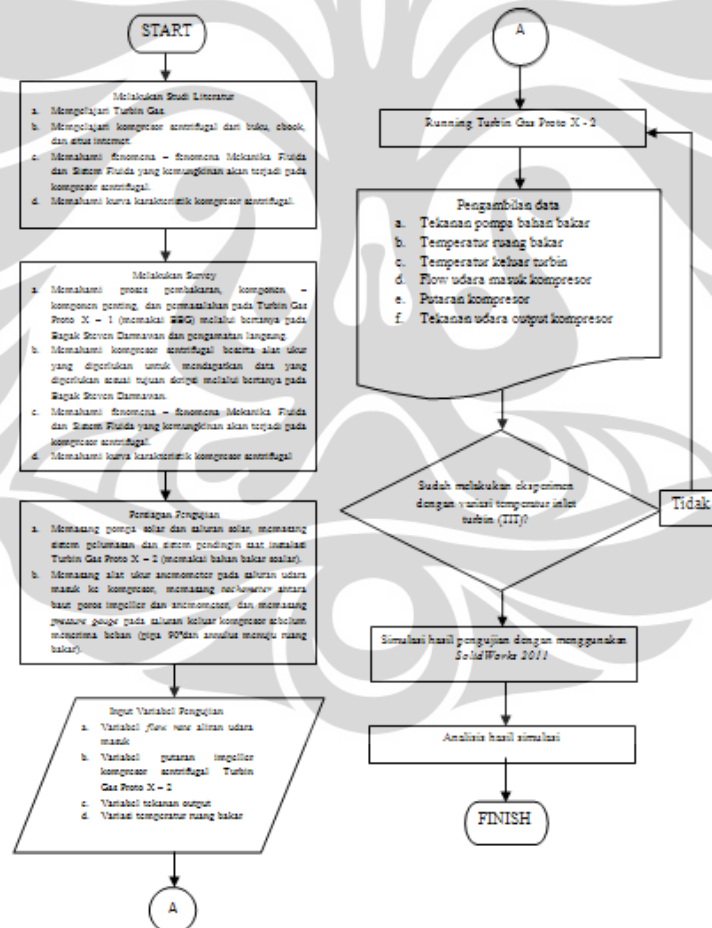 START
Melakukan Studi Literatur
a. Mempelajari Turbin Gas.
b. Mempelajari kompresor sentrifugal dari buku, ebook,
dan situs internet.
c. Memahami fenomena – fenomena Mekanika Fluida
dan Sistem Fluida yang kemungkinan akan terjadi pada
kompresor sentrifugal.
d. Memahami kurva karakteristik kompresor sentrifugal.
Melakukan Survey
a. Memahami proses pembakaran, komponen –
komponen penting, dan permasalahan pada Turbin Gas
Proto X – 1 (memakai BBG) melalui bertanya pada
Bapak Steven Darmawan dan pengamatan langsung.
b. Memahami kompresor sentrifugal beserta alat ukur
yang diperlukan untuk mendapatkan data yang
diperlukan sesuai tujuan skripsi melalui bertanya pada
Bapak Steven Darmawan.
c. Memahami fenomena – fenomena Mekanika Fluida
dan Sistem Fluida yang kemungkinan akan terjadi pada
kompresor sentrifugal.
d. Memahami kurva karakteristik kompresor sentrifugal
Persiapan Pengujian
a. Memasang pompa solar dan saluran solar, memasang
sistem pelumasan dan sistem pendingin saat instalasi
Turbin Gas Proto X – 2 (memakai bahan bakar soalar).
b. Memasang alat ukur anemometer pada saluran udara
masuk ke kompresor, memasang antara
baut poros impeller dan anemometer, dan memasang
pressure gauge pada saluran keluar kompresor sebelum
menerima beban (pipa 90° dan annulus menuju ruang
bakar).
Input Variabel Pengujian
a. Variabel flow rate aliran udara
masuk
b. Variabel putaran impeller
kompresor sentrifugal Turbin
Gas Proto X – 2
c. Variabel tekanan output
d. Variasi temperatur ruang bakar
A
A
Running Turbin Gas Proto X - 2
Pengambilan data
a. Tekanan pompa bahan bakar
b. Temperatur ruang bakar
c. Temperatur keluar turbin
d. Flow udara masuk kompresor
e. Putaran kompresor
f. Tekanan udara output kompresor
Sudah melakukan eksperimen
dengan variasi temperatur inlet
turbin (TIT)?
Tidak
Simulasi hasil pengujian dengan menggunakan
SolidWorks 2011
Analisis hasil simulasi
FINISH